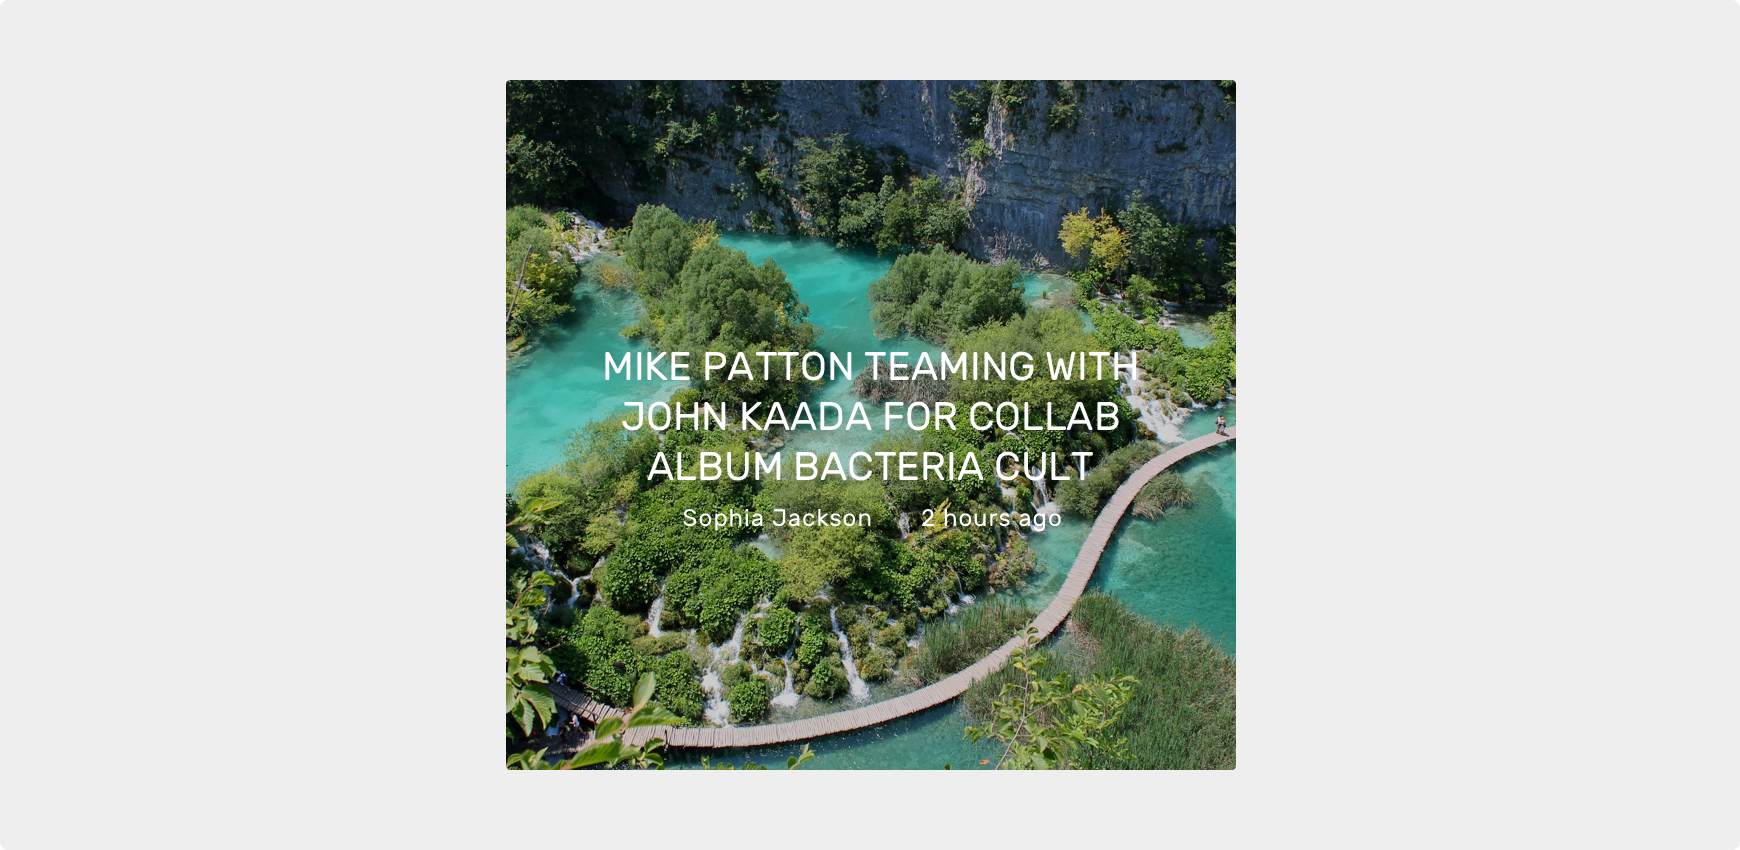 MIKE PATTON TEAMING WITH
JOHN KAADA FOR COLLAB
ALBUM BACTERIA CULT
Sophia Jackson 2 hours ago